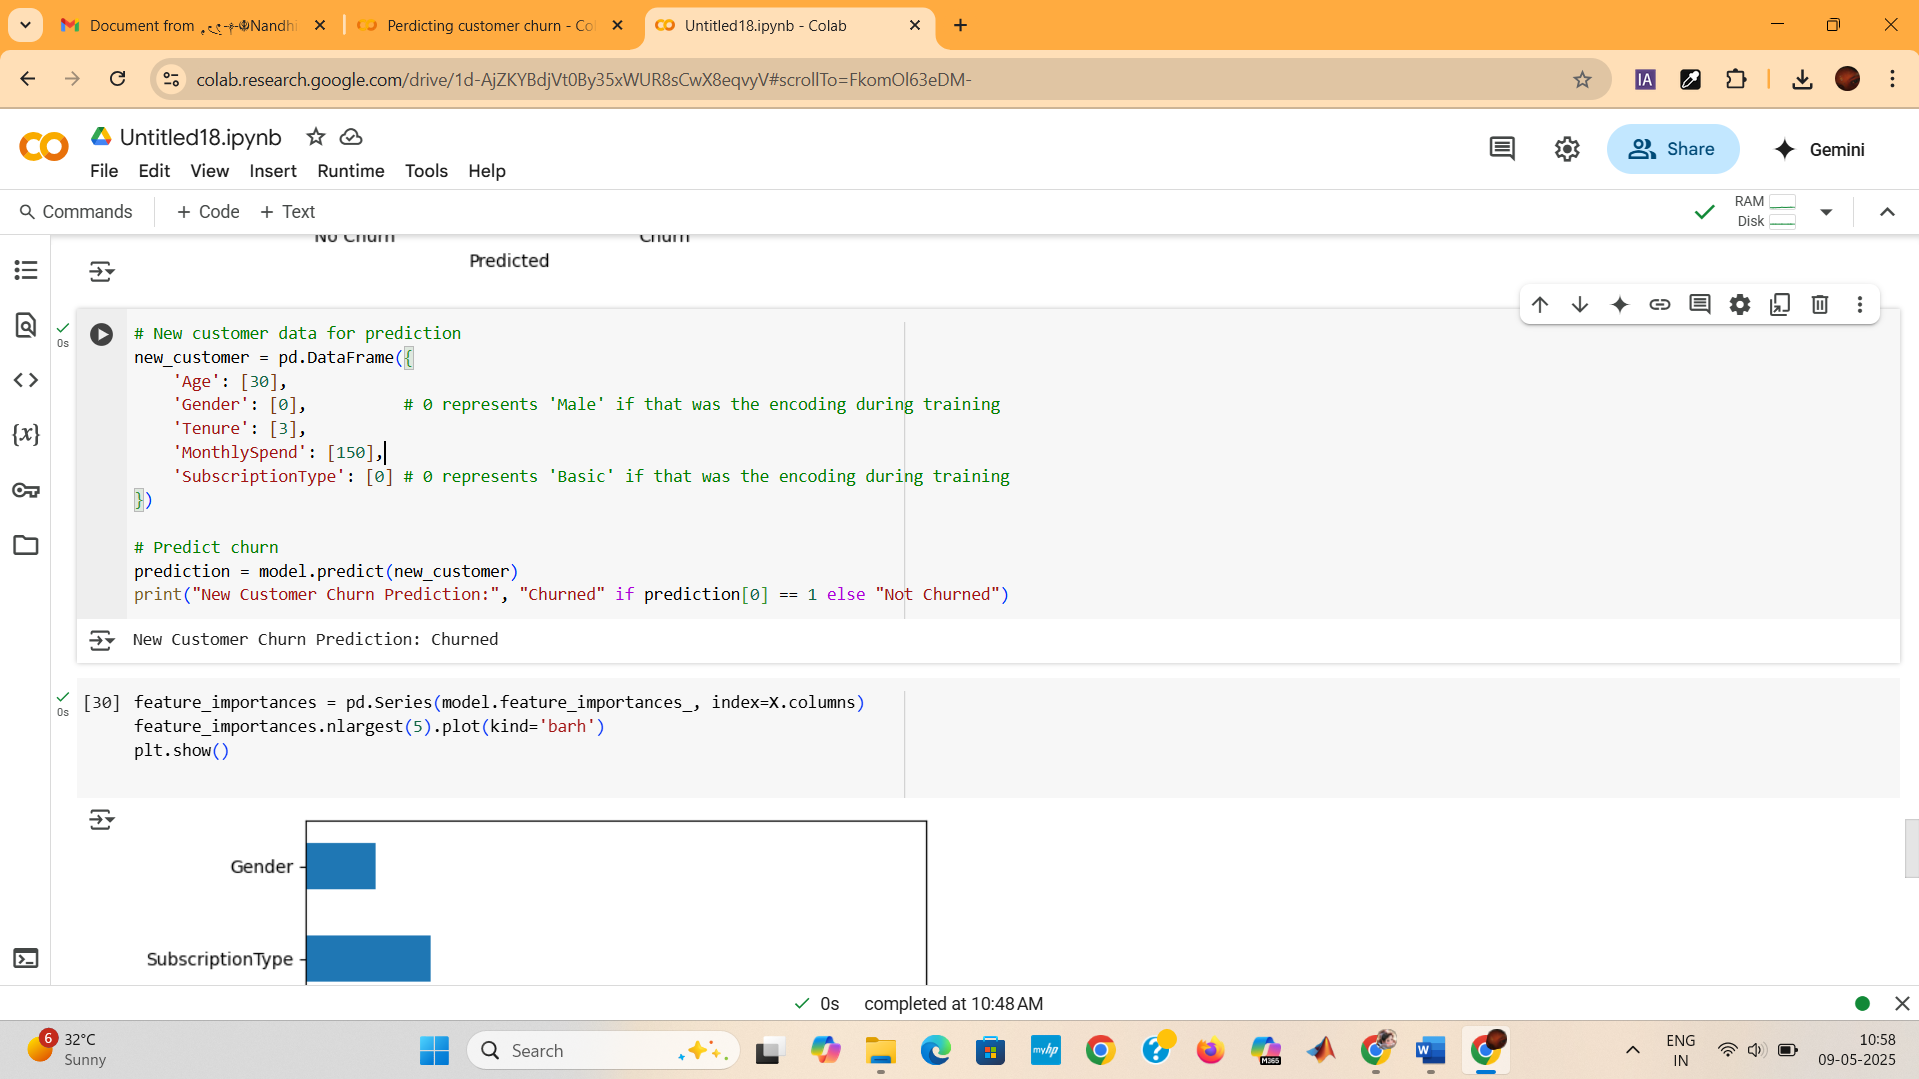 Document from Nandhi
Perdicting customer churn - Co
Untitled18.ipynb - Colab
colab.research.google.com/drive/1d-AjZKYBdjVt0By35xWUR8sCwX8eqvyV#scrollTo=FkomOl63eDM-
IA
CO
Untitled18.ipynb
File Edit View Insert Runtime Tools Help
Share
Gemini
Commands
+ Code + Text
RAM
Disk
No Churn Churn
Predicted
0s
# New customer data for prediction
new_customer = pd.DataFrame({
'Age': [30],
'Gender': [0], # 0 represents 'Male' if that was the encoding during training
'Tenure': [3],
'MonthlySpend': [150],
'SubscriptionType': [0] # 0 represents 'Basic' if that was the encoding during training
})
# Predict churn
prediction = model.predict(new_customer)
print("New Customer Churn Prediction:", "Churned" if prediction[0] == 1 else "Not Churned")
New Customer Churn Prediction: Churned
0s
[30] feature_importances = pd.Series(model.feature_importances_, index=X.columns)
feature_importances.nlargest(5).plot(kind='barh')
plt.show()
Gender
SubscriptionType
0s completed at 10:48 AM
6
32°C
Sunny
Search
myhp
M365
ENG
IN
10:58
09-05-2025